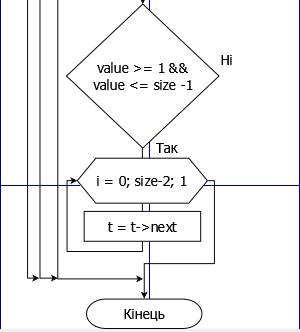 value >= 1 &&
value <= size -1
Ні
Так
i = 0; size-2; 1
t = t->next
Кінець